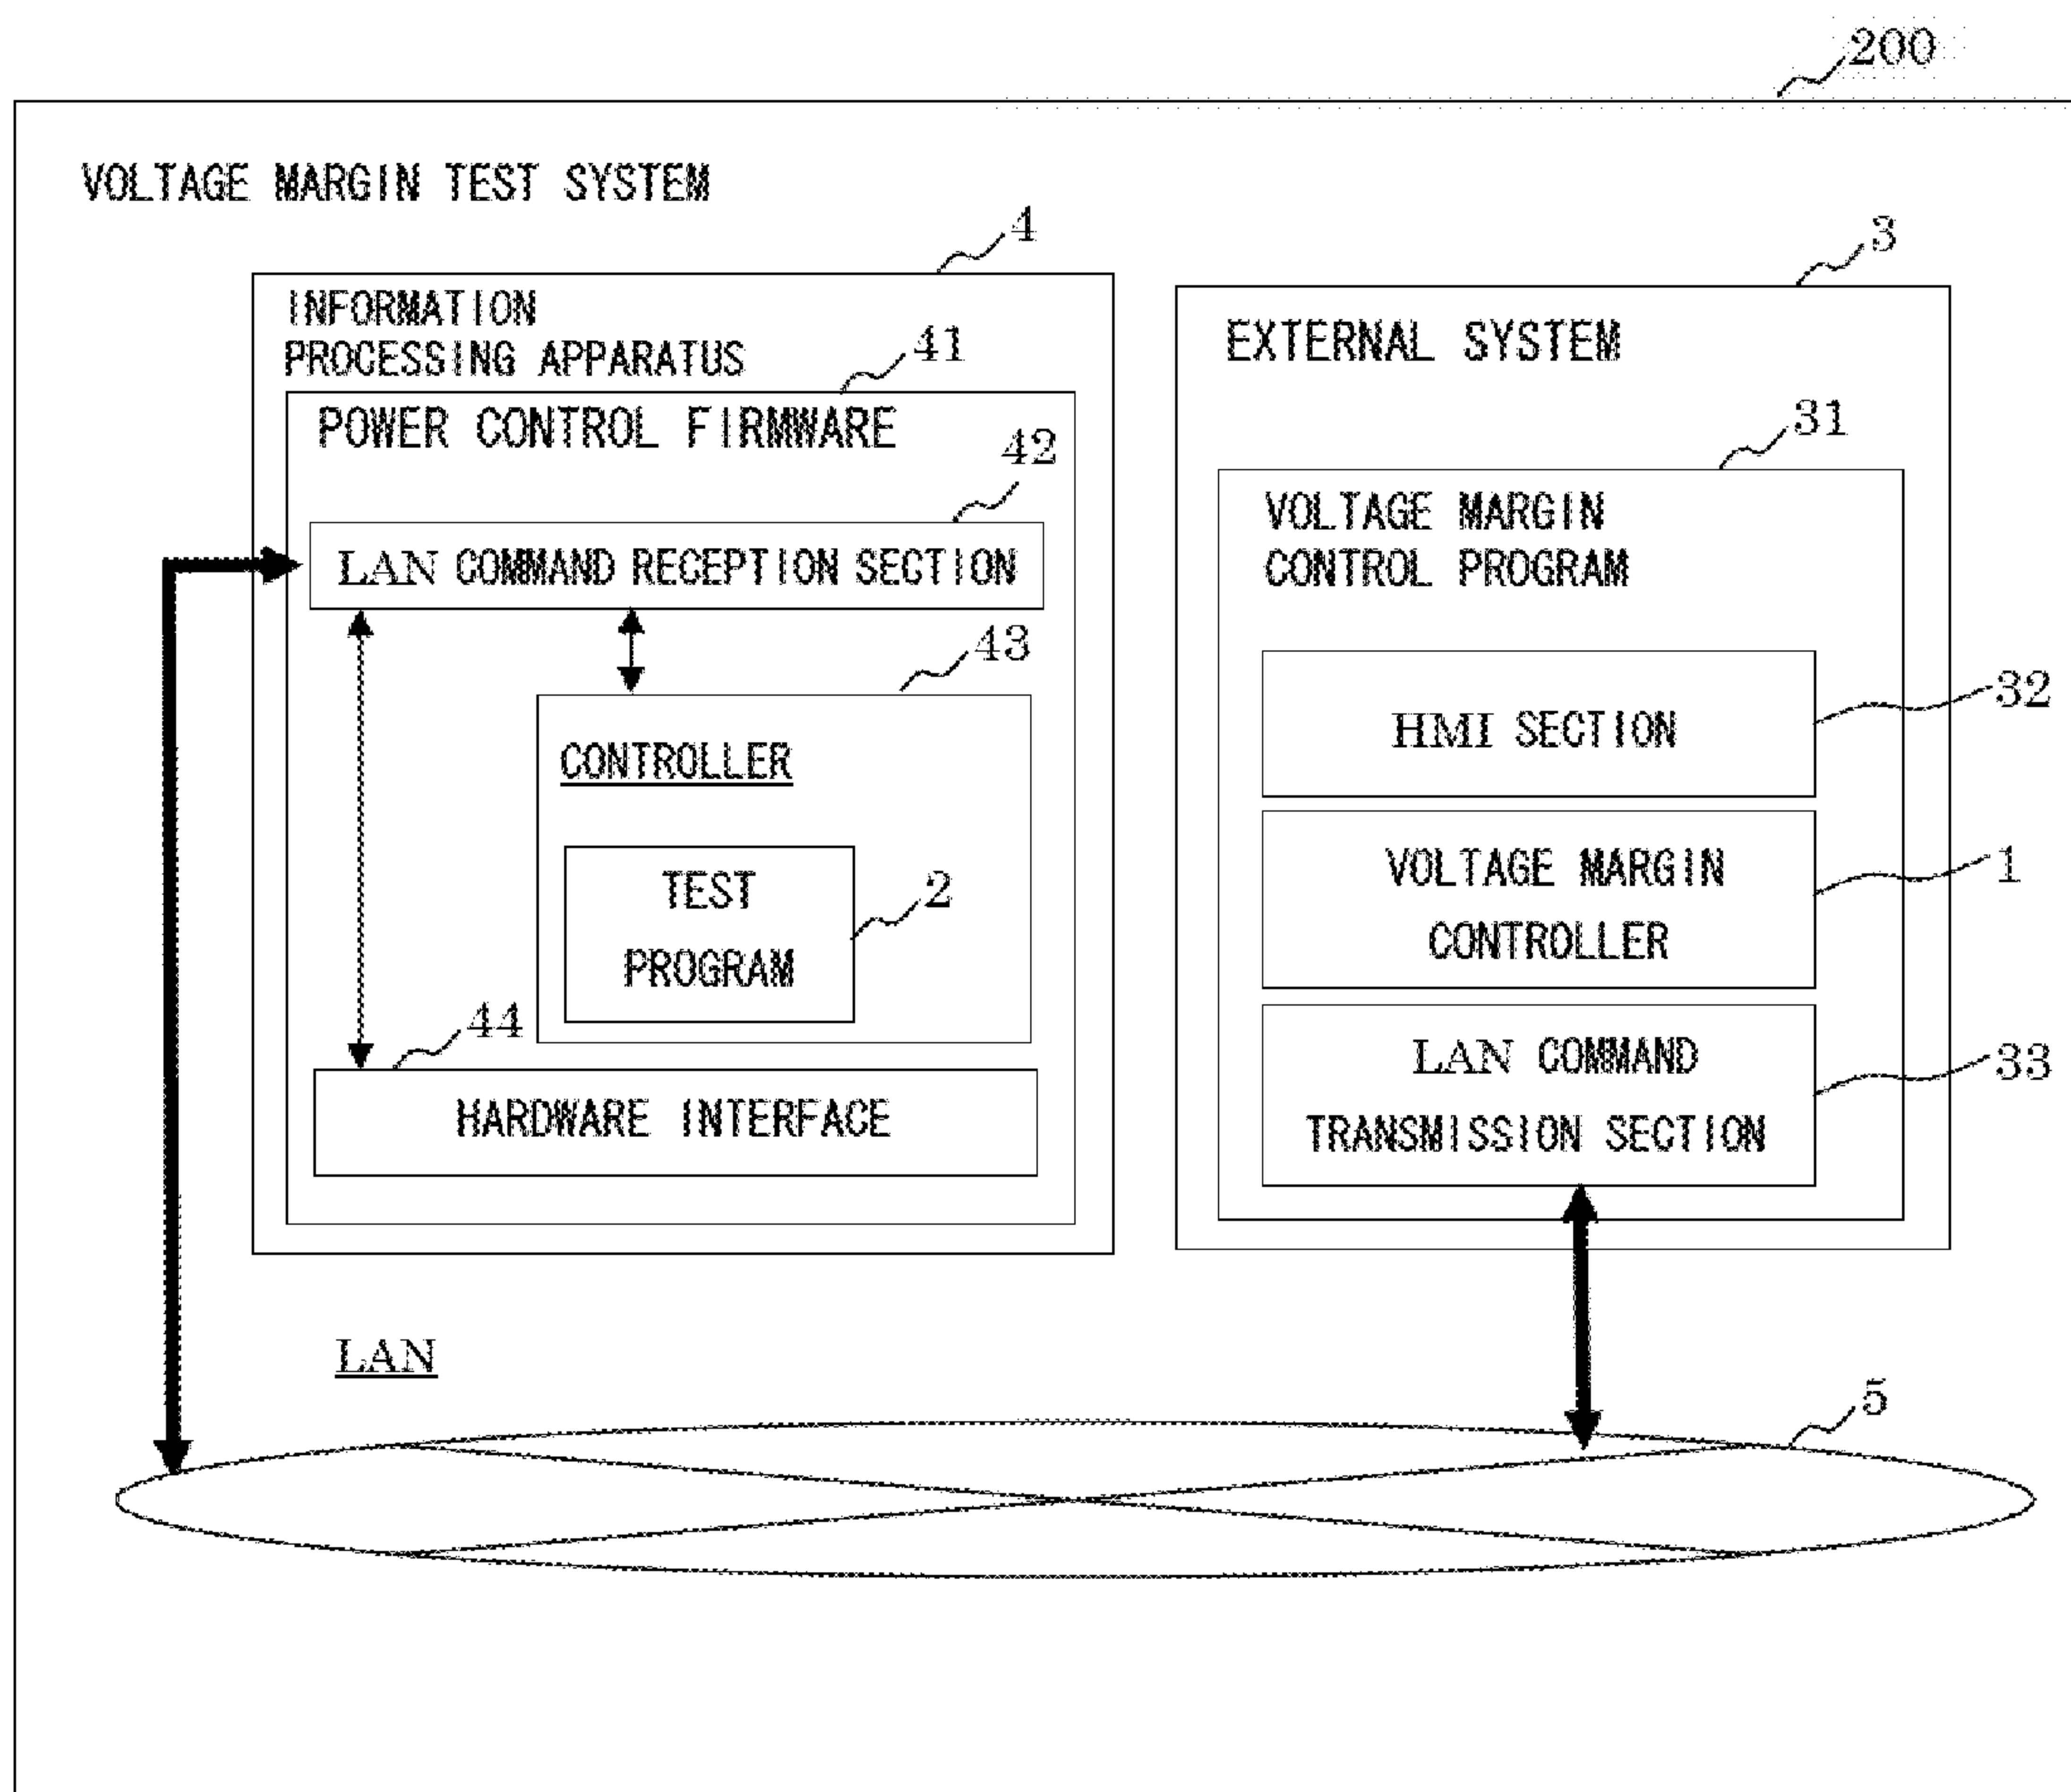 200
VOLTAGE MARGIN TEST SYSTEM
4
INFORMATION
PROCESSING APPARATUS
41
POWER CONTROL FIRMWARE
42
LAN COMMAND RECEPTION SECTION
43
CONTROLLER
TEST
PROGRAM
2
44
HARDWARE INTERFACE
3
EXTERNAL SYSTEM
31
VOLTAGE MARGIN
CONTROL PROGRAM
HMI SECTION
32
VOLTAGE MARGIN
CONTROLLER
1
LAN COMMAND
TRANSMISSION SECTION
33
LAN
5